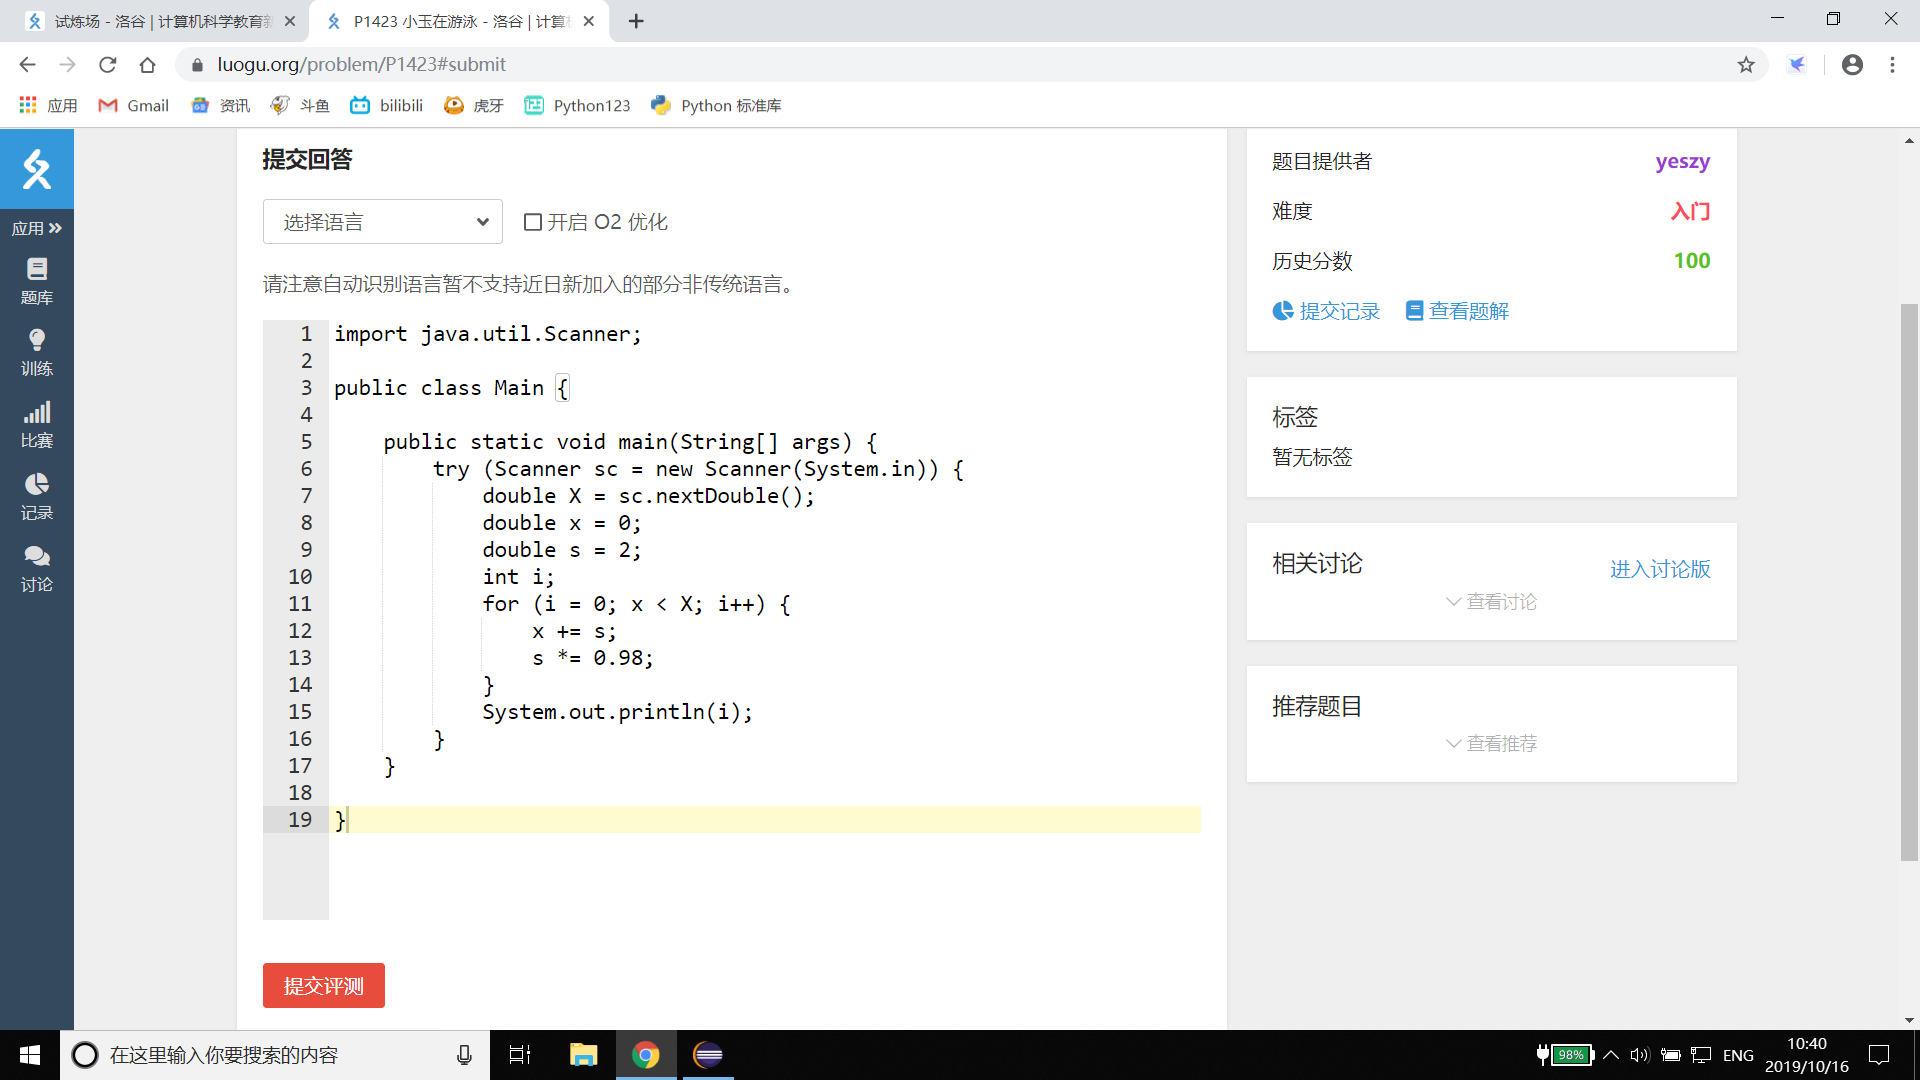 试炼场 - 洛谷 | 计算机科学教育新
P1423 小玉在游泳 - 洛谷 | 计算机
luogu.org/problem/P1423#submit
应用
Gmail
资讯
斗鱼
bilibili
虎牙
Python123
Python 标准库
应用
题库
训练
比赛
记录
讨论
提交回答
选择语言
开启 O2 优化
请注意自动识别语言暂不支持近日新加入的部分非传统语言。
1 import java.util.Scanner;
2
3 public class Main {
4
5     public static void main(String[] args) {
6         try (Scanner sc = new Scanner(System.in)) {
7             double X = sc.nextDouble();
8             double x = 0;
9             double s = 2;
10             int i;
11             for (i = 0; x < X; i++) {
12                 x += s;
13                 s *= 0.98;
14             }
15             System.out.println(i);
16         }
17     }
18
19 }
提交评测
题目提供者 yeszy
难度 入门
历史分数 100
提交记录 查看题解
标签
暂无标签
相关讨论
进入讨论版
查看讨论
推荐题目
查看推荐
在这里输入你要搜索的内容
98%
ENG
10:40
2019/10/16